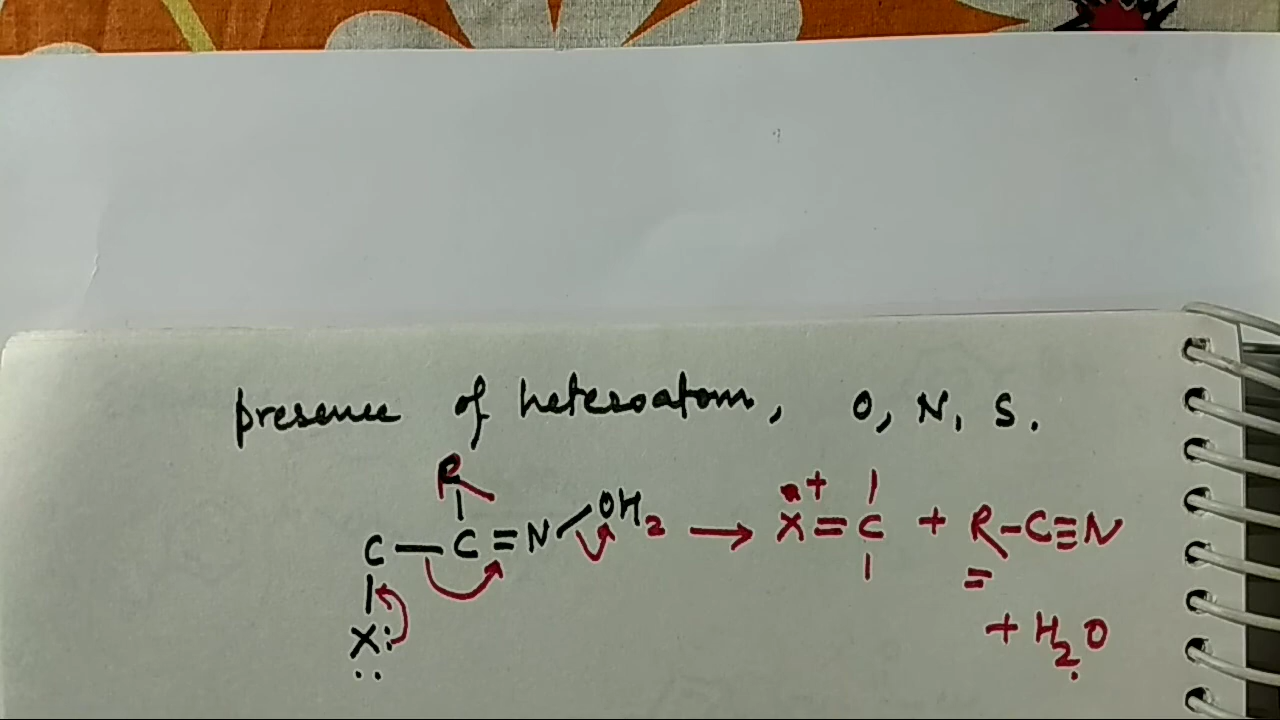 presence of heteroatom, O, N, S.
R
C — C = N OH2 → X+ = C + R-C≡N
X:
+ H2O